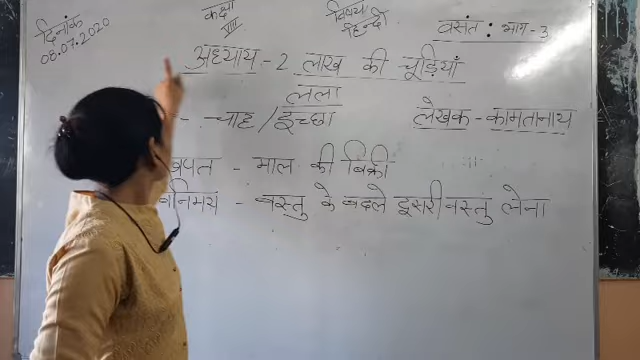 दिनांक
08.07.2020
कक्षा
VIII
विषय
हिन्दी
वसंत : भाग - 3
अध्याय - 2 लाख की चूड़ियाँ
लला
- चाह / इच्छा
लेखक - कामतानाथ
खपत - माल की बिक्री
विनिमय - वस्तु के बदले दूसरी वस्तु लेना